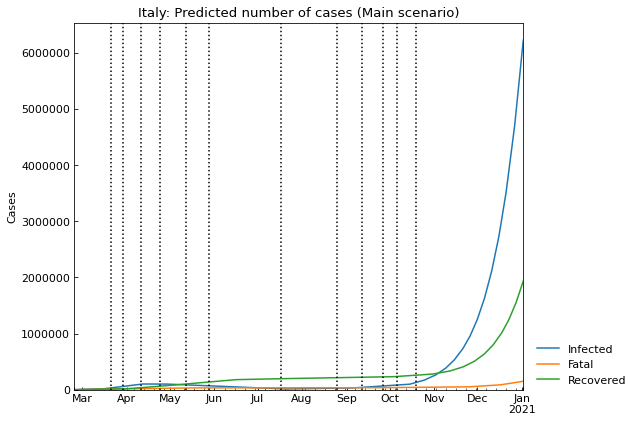 Italy: Predicted number of cases (Main scenario)
Cases
6000000
5000000
4000000
3000000
2000000
1000000
0
Mar Apr May Jun Jul Aug Sep Oct Nov Dec Jan
2021
Infected
Fatal
Recovered